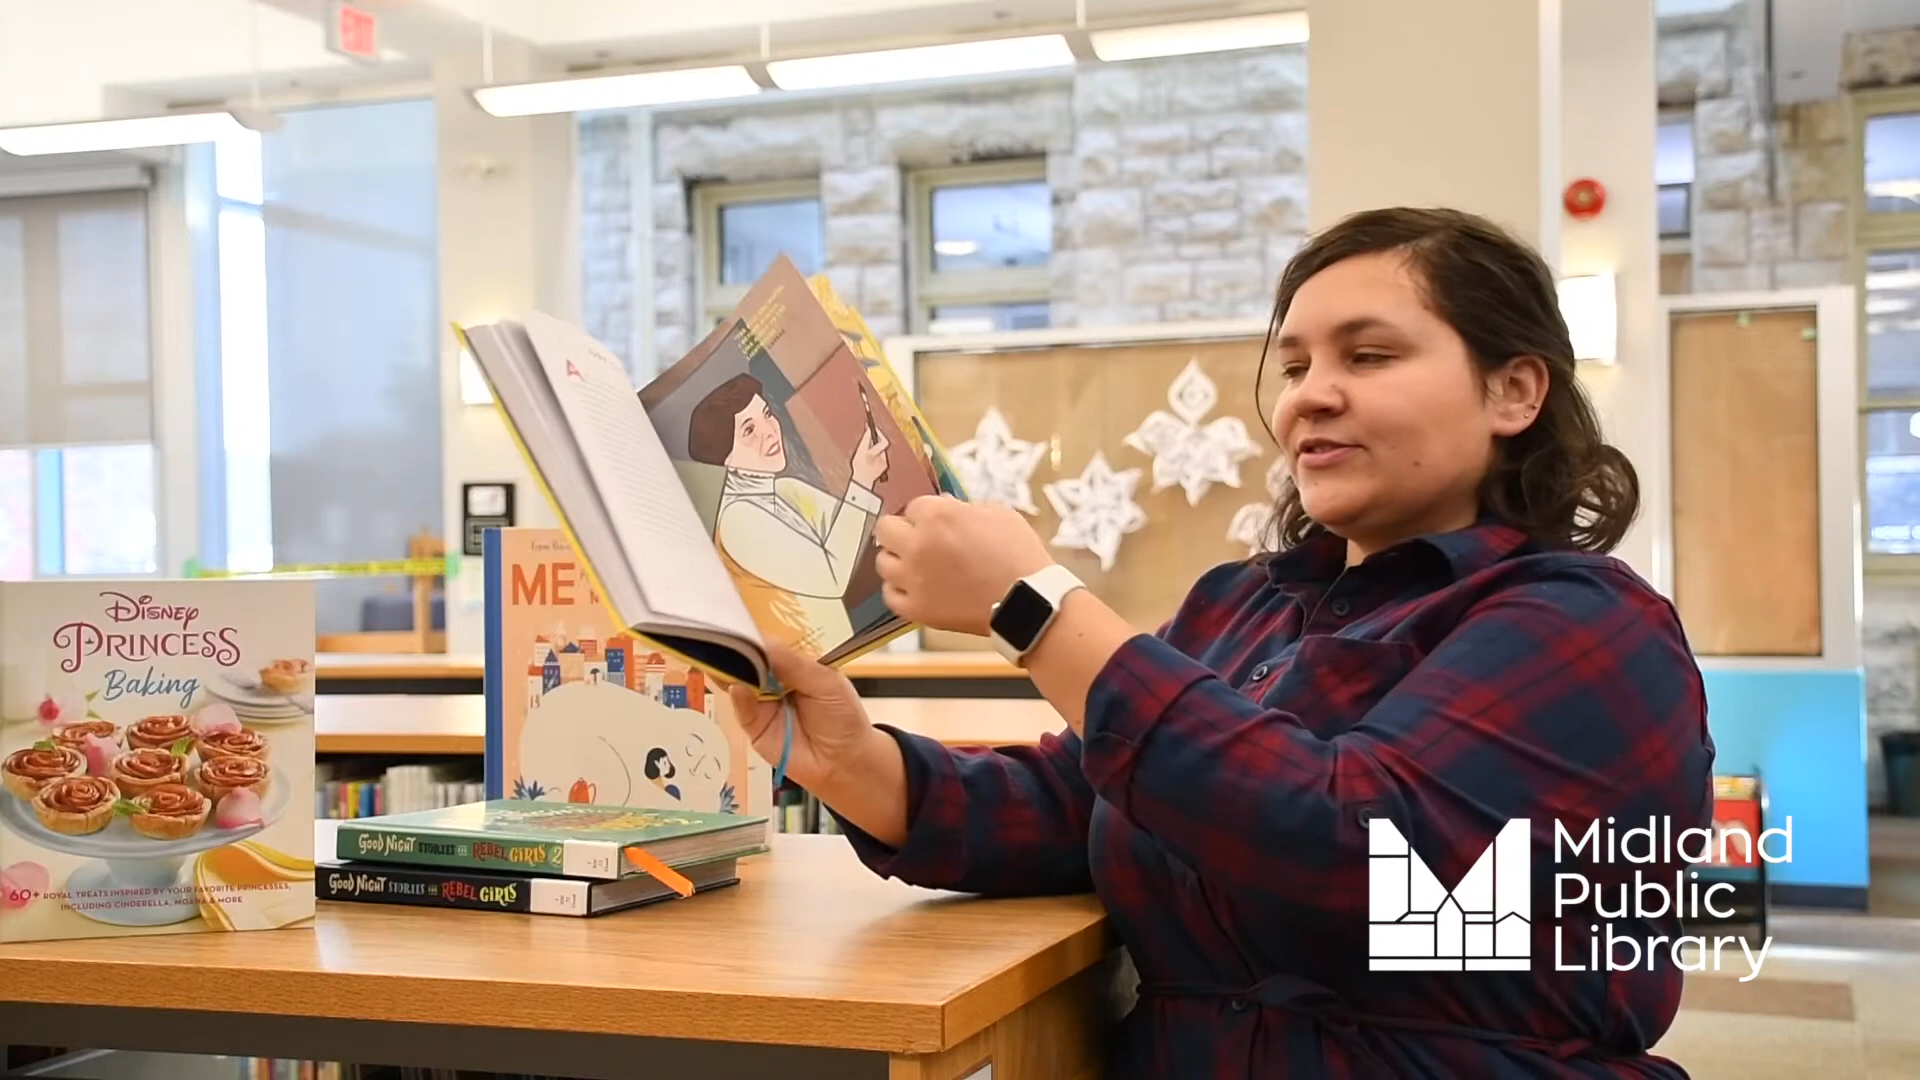 EXIT
Disney
Princess
Baking
60+ ROYAL TREATS INSPIRED BY YOUR FAVORITE PRINCESSES,
INCLUDING CINDERELLA, MOANA & MORE
ME
GOOD NIGHT STORIES FOR REBEL GIRLS 2
GOOD NIGHT STORIES FOR REBEL GIRLS
A
Midland
Public
Library